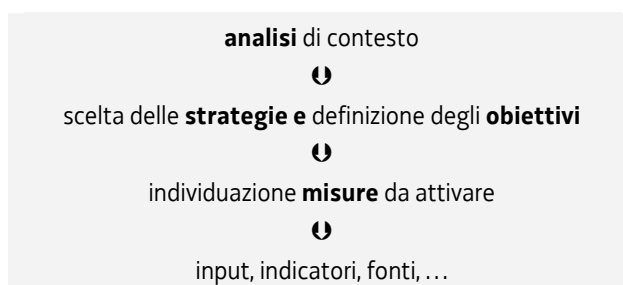 analisi di contesto
scelta delle strategie e definizione degli obiettivi
individuazione misure da attivare
input, indicatori, fonti, …